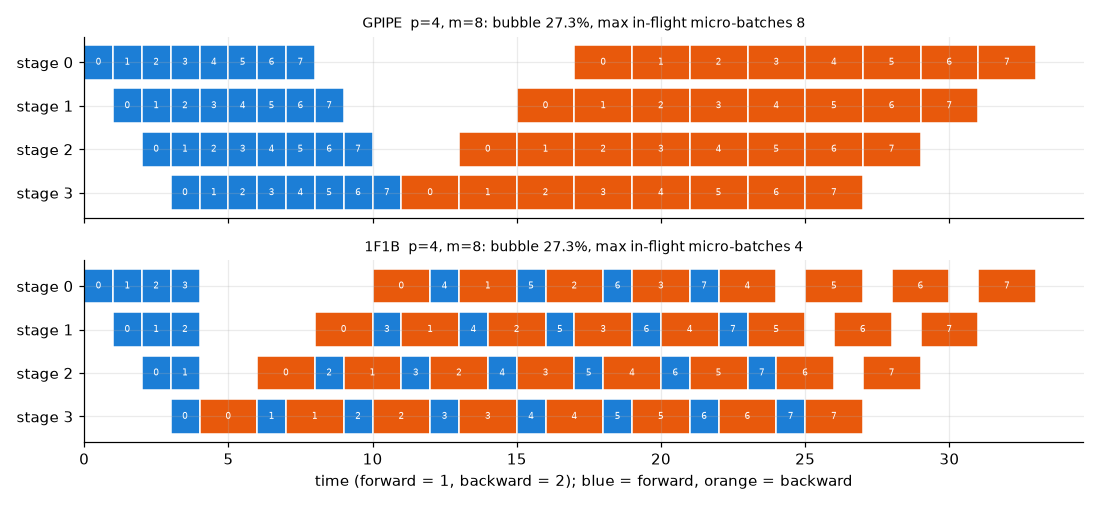 GPIPE  p=4, m=8: bubble 27.3%, max in-flight micro-batches 8
stage 0 0 1 2 3 4 5 6 7 0 1 2 3 4 5 6 7
stage 1 0 1 2 3 4 5 6 7 0 1 2 3 4 5 6 7
stage 2 0 1 2 3 4 5 6 7 0 1 2 3 4 5 6 7
stage 3 0 1 2 3 4 5 6 7 0 1 2 3 4 5 6 7
1F1B  p=4, m=8: bubble 27.3%, max in-flight micro-batches 4
stage 0 0 1 2 3 0 4 1 5 2 6 3 7 4 5 6 7
stage 1 0 1 2 0 3 1 4 2 5 3 6 4 7 5 6 7
stage 2 0 1 0 2 1 3 2 4 3 5 4 6 5 7 6 7
stage 3 0 0 1 1 2 2 3 3 4 4 5 5 6 6 7 7
0 5 10 15 20 25 30
time (forward = 1, backward = 2); blue = forward, orange = backward